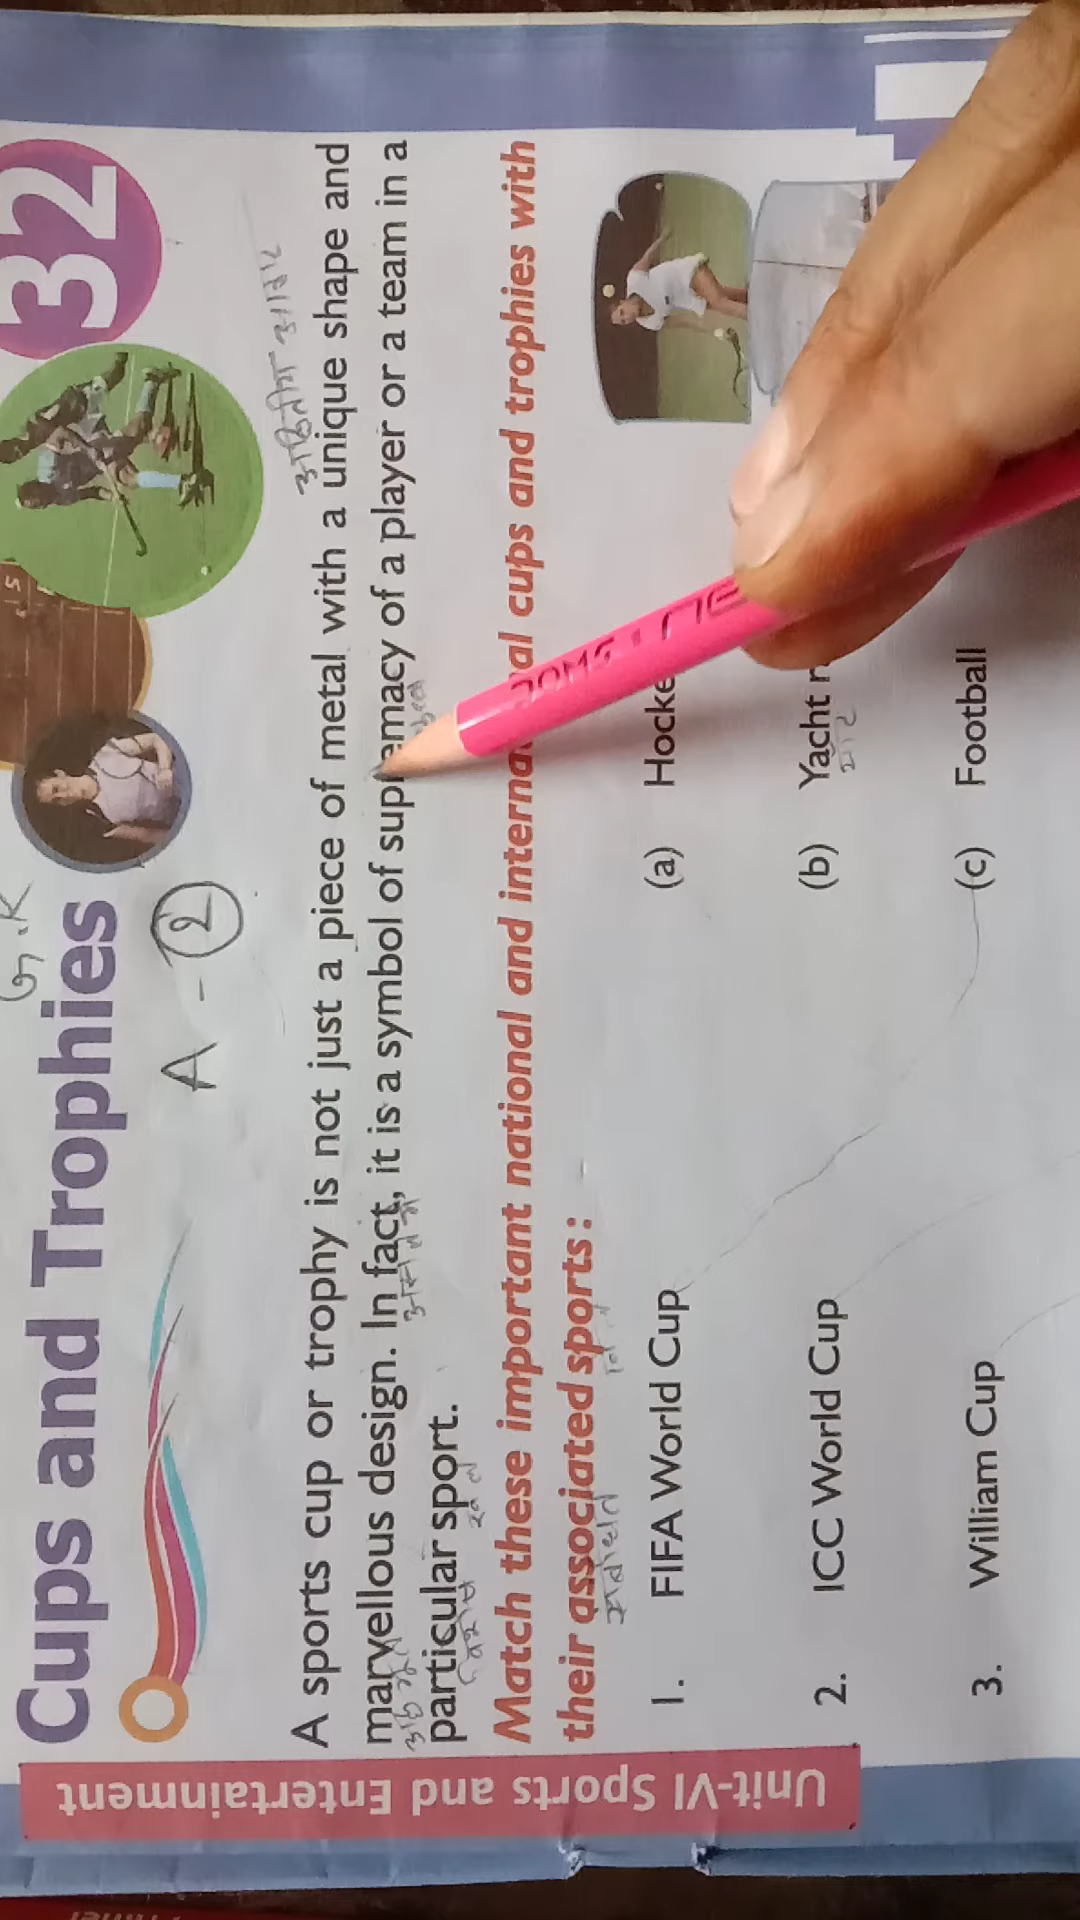 G.K
Cups and Trophies
32
A - 2
अद्वितीय आकार
A sports cup or trophy is not just a piece of metal with a unique shape and
marvellous design. In fact, it is a symbol of supremacy of a player or a team in a
particular sport.
विशेष खेल
Match these important national and international cups and trophies with
their associated sports :
संबंधित
1. FIFA World Cup (a) Hocke
2. ICC World Cup (b) Yacht r
3. William Cup (c) Football
Unit-VI Sports and Entertainment